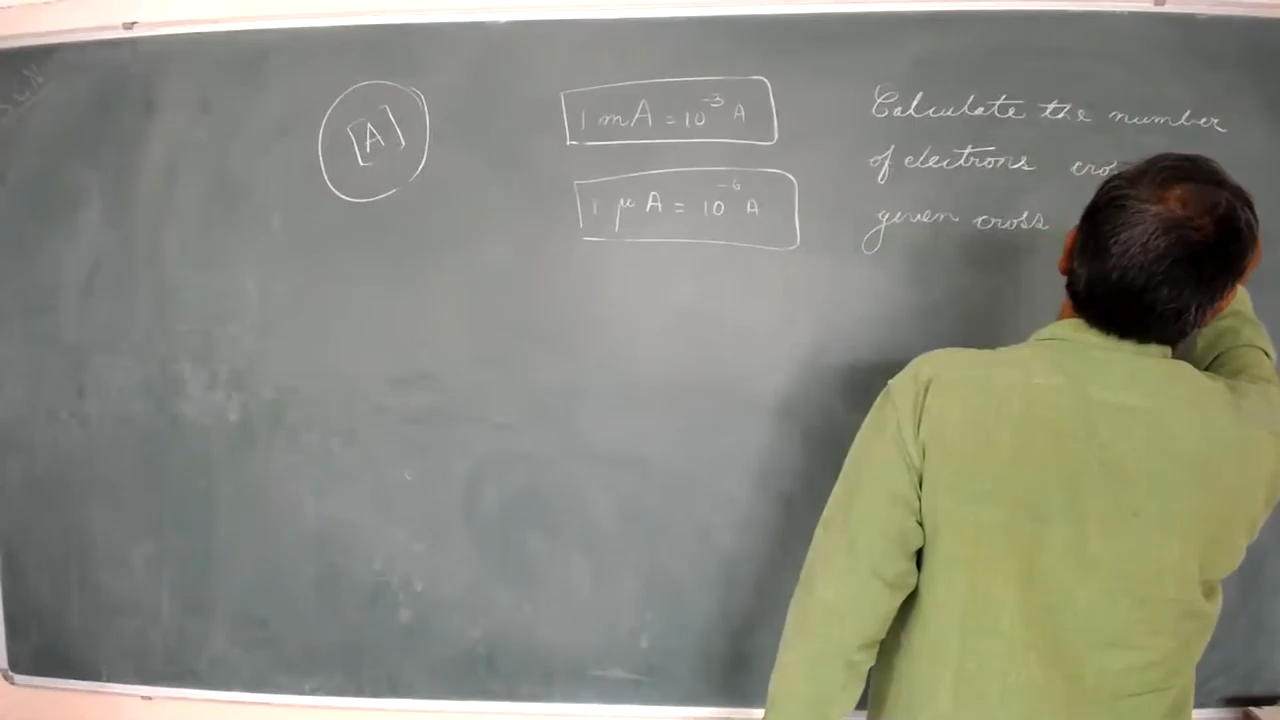 [A]
1 mA = 10⁻³ A
1 μA = 10⁻⁶ A
Calculate the number
of electrons
given cross